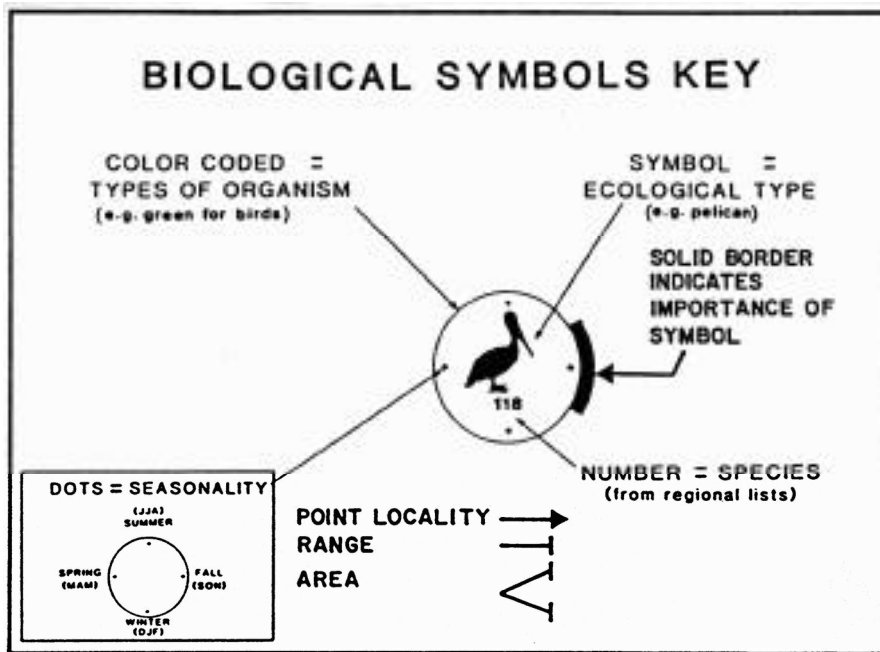 BIOLOGICAL SYMBOLS KEY
COLOR CODED =
TYPES OF ORGANISM
(e.g. green for birds)
SYMBOL =
ECOLOGICAL TYPE
(e.g. pelican)
SOLID BORDER
INDICATES
IMPORTANCE OF
SYMBOL
118
NUMBER = SPECIES
(from regional lists)
DOTS = SEASONALITY
(JJA)
SUMMER
SPRING
(MAM)
FALL
(SON)
WINTER
(DJF)
POINT LOCALITY
RANGE
AREA